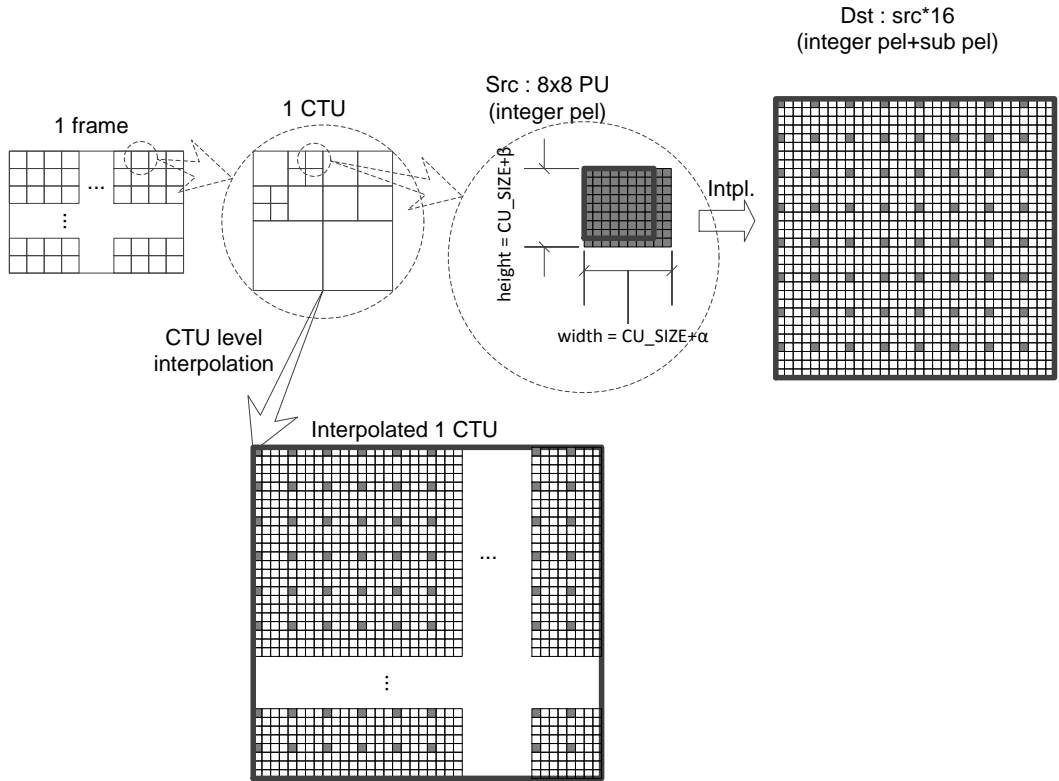 Dst : src*16
(integer pel+sub pel)
Src : 8x8 PU
(integer pel)
1 CTU
1 frame
...
...
height = CU_SIZE+β
Intpl.
width = CU_SIZE+α
CTU level
interpolation
Interpolated 1 CTU
...
...